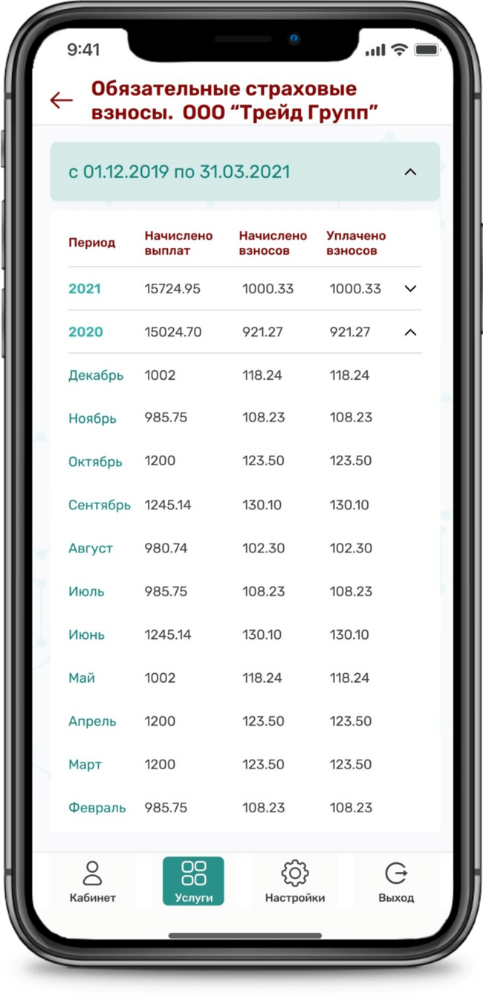 9:41
Обязательные страховые
взносы.  ООО “Трейд Групп”
с 01.12.2019 по 31.03.2021
Период Начислено выплат Начислено взносов Уплачено взносов
2021 15724.95 1000.33 1000.33
2020 15024.70 921.27 921.27
Декабрь 1002 118.24 118.24
Ноябрь 985.75 108.23 108.23
Октябрь 1200 123.50 123.50
Сентябрь 1245.14 130.10 130.10
Август 980.74 102.30 102.30
Июль 985.75 108.23 108.23
Июнь 1245.14 130.10 130.10
Май 1002 118.24 118.24
Апрель 1200 123.50 123.50
Март 1200 123.50 123.50
Февраль 985.75 108.23 108.23
Кабинет Услуги Настройки Выход